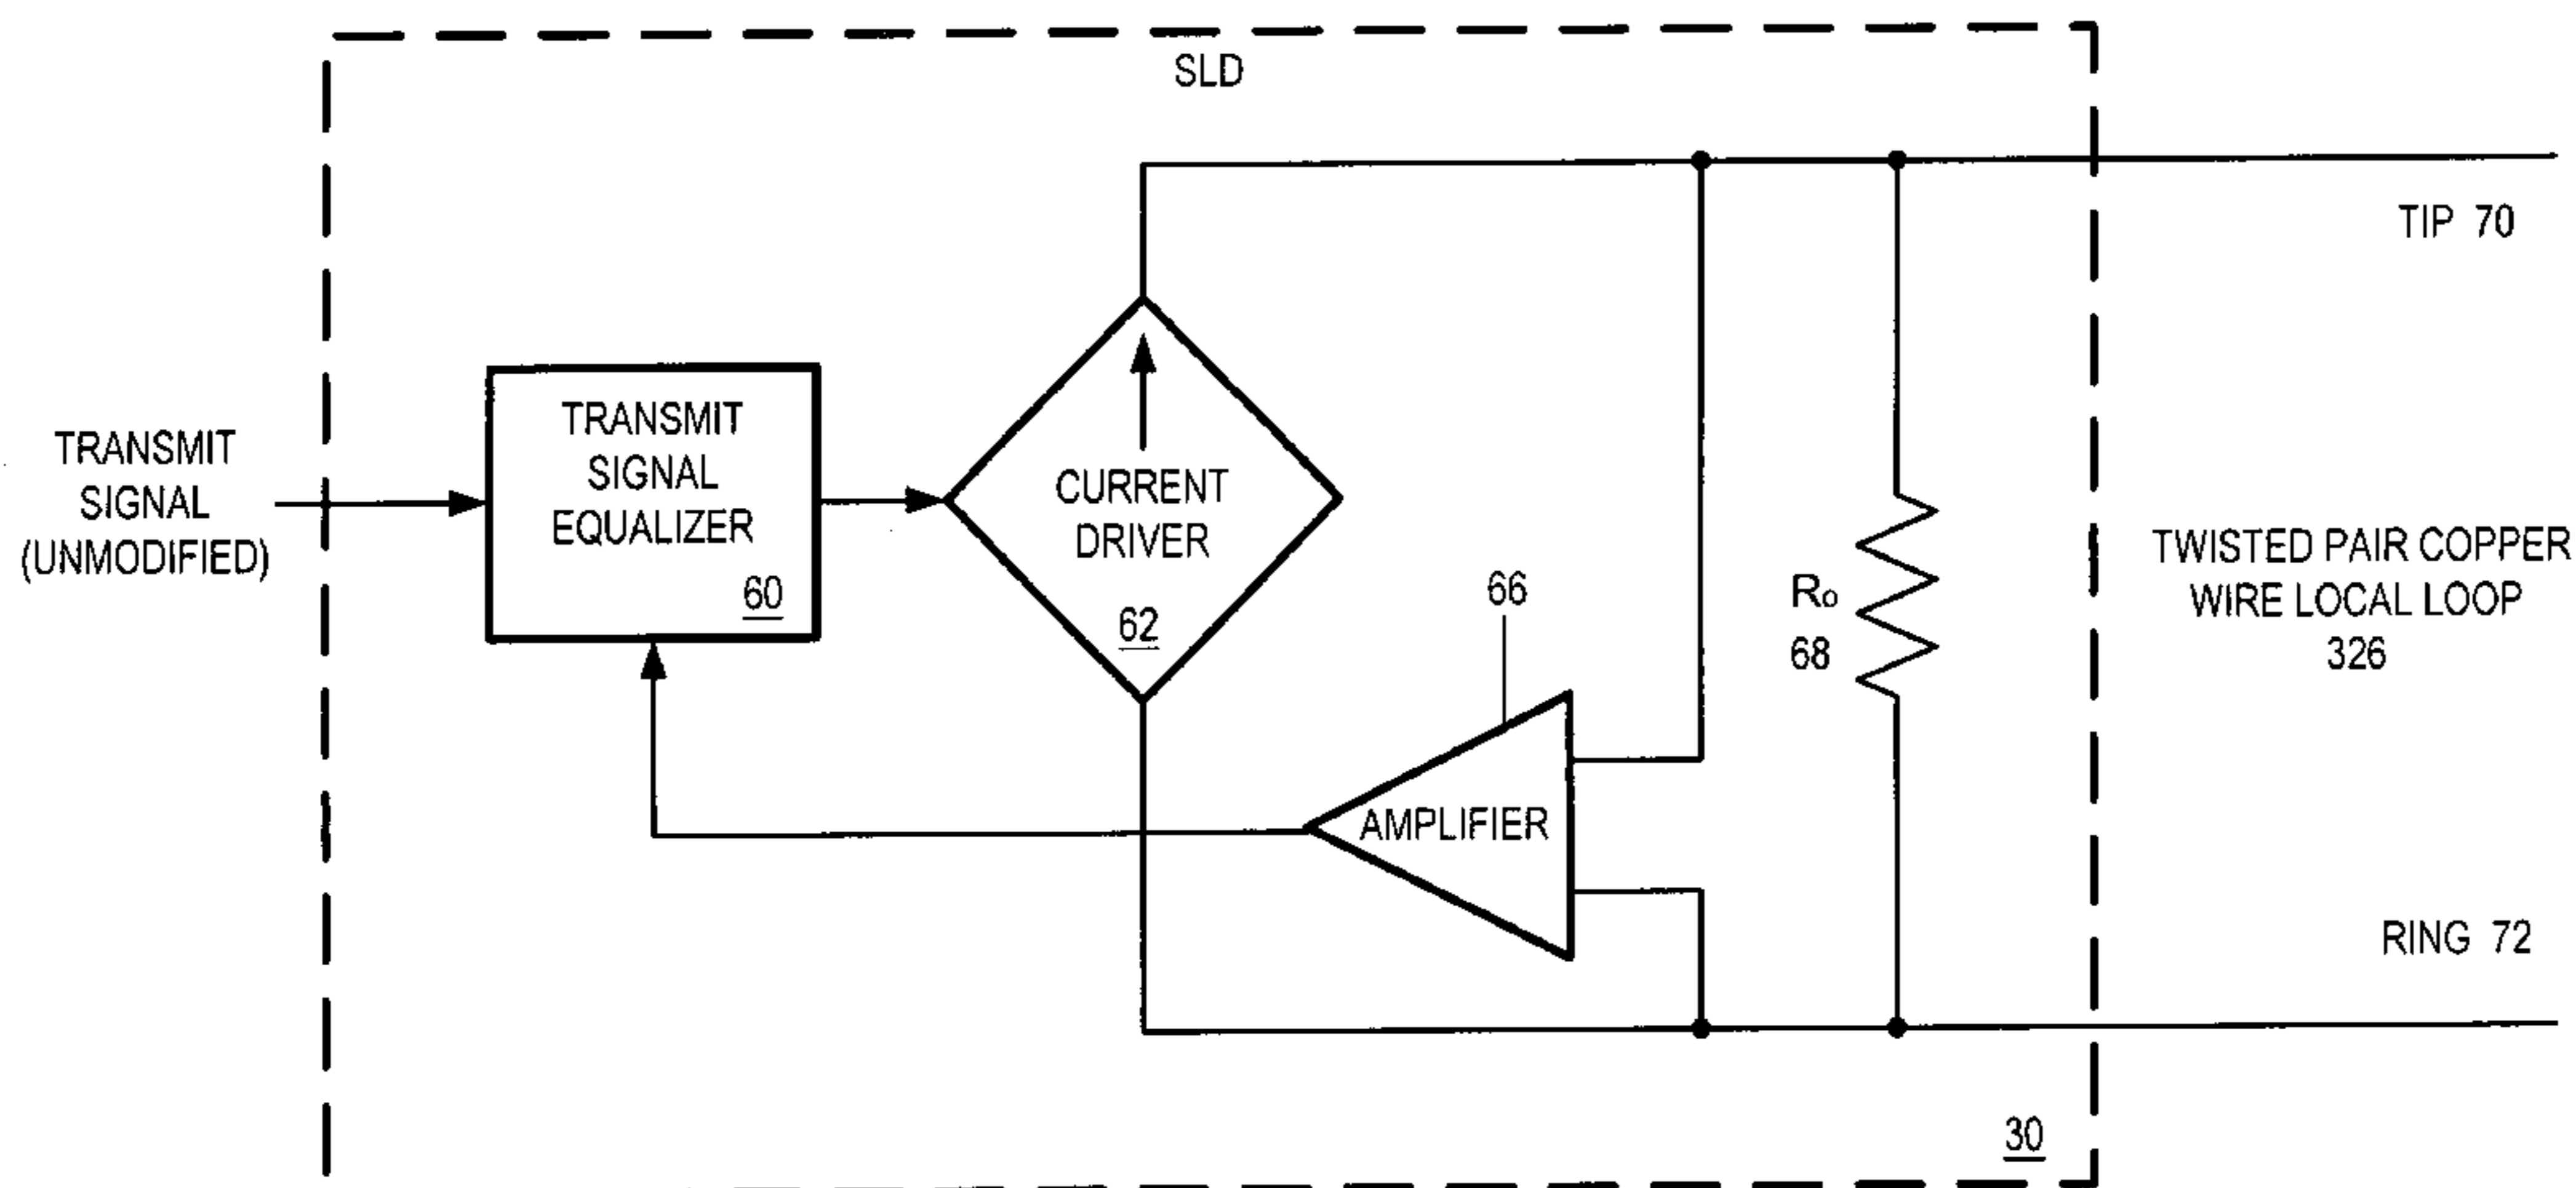 SLD
TIP 70
TRANSMIT
SIGNAL
(UNMODIFIED)
TRANSMIT
SIGNAL
EQUALIZER
60
CURRENT
DRIVER
62
66
AMPLIFIER
Ro
68
TWISTED PAIR COPPER
WIRE LOCAL LOOP
326
RING 72
30